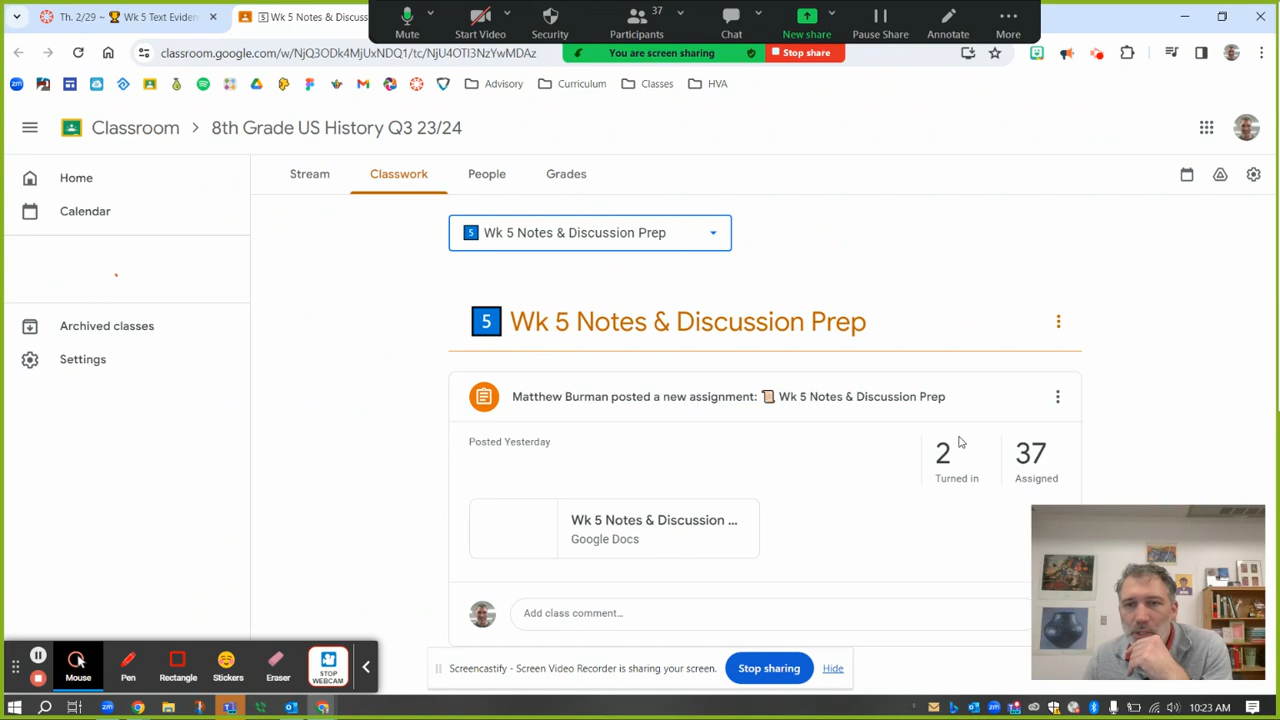 Th. 2/29 ~ 🏆 Wk 5 Text Eviden
Wk 5 Notes & Discuss
37
Mute
Start Video
Security
Participants
Chat
New share
Pause Share
Annotate
More
classroom.google.com/w/NjQ3ODk4MjUxNDQ1/tc/NjU4OTI3NzYwMDAz
You are screen sharing
Stop share
Advisory
Curriculum
Classes
HVA
Classroom > 8th Grade US History Q3 23/24
Home
Calendar
Archived classes
Settings
Stream
Classwork
People
Grades
5 Wk 5 Notes & Discussion Prep
5 Wk 5 Notes & Discussion Prep
Matthew Burman posted a new assignment: 📜 Wk 5 Notes & Discussion Prep
Posted Yesterday
2
Turned in
37
Assigned
Wk 5 Notes & Discussion ...
Google Docs
Add class comment...
Mouse
Pen
Rectangle
Stickers
Eraser
STOP
WEBCAM
Screencastify - Screen Video Recorder is sharing your screen.
Stop sharing
Hide
10:23 AM